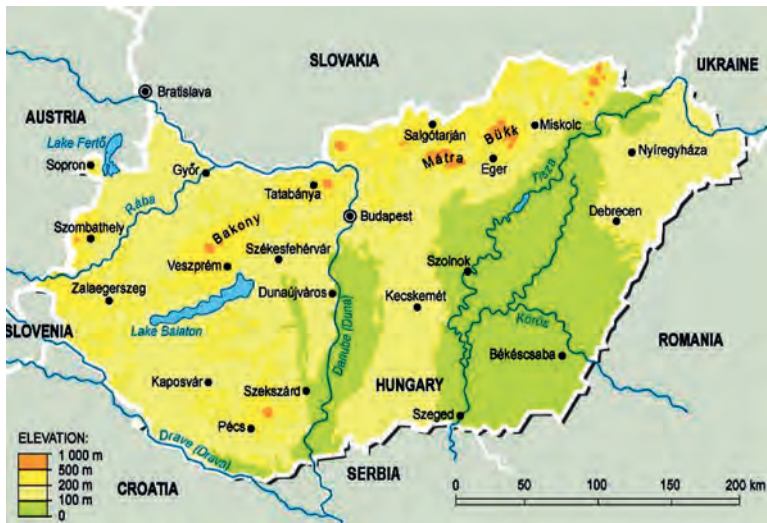 SLOVAKIA
UKRAINE
Bratislava
AUSTRIA
Lake Fertő
Sopron
Győr
Salgótarján
Bükk
Miskolc
Mátra
Eger
Nyíregyháza
Tisza
Tatabánya
Rába
Budapest
Debrecen
Szombathely
Bakony
Székesfehérvár
Veszprém
Szolnok
Zalaegerszeg
Dunaújváros
Kecskemét
SLOVENIA
Lake Balaton
Danube (Duna)
Körös
ROMANIA
Békéscsaba
Kaposvár
Szekszárd
HUNGARY
Szeged
Pécs
Drave (Drava)
ELEVATION:
1 000 m
500 m
200 m
100 m
0
CROATIA
SERBIA
0 50 100 150 200 km